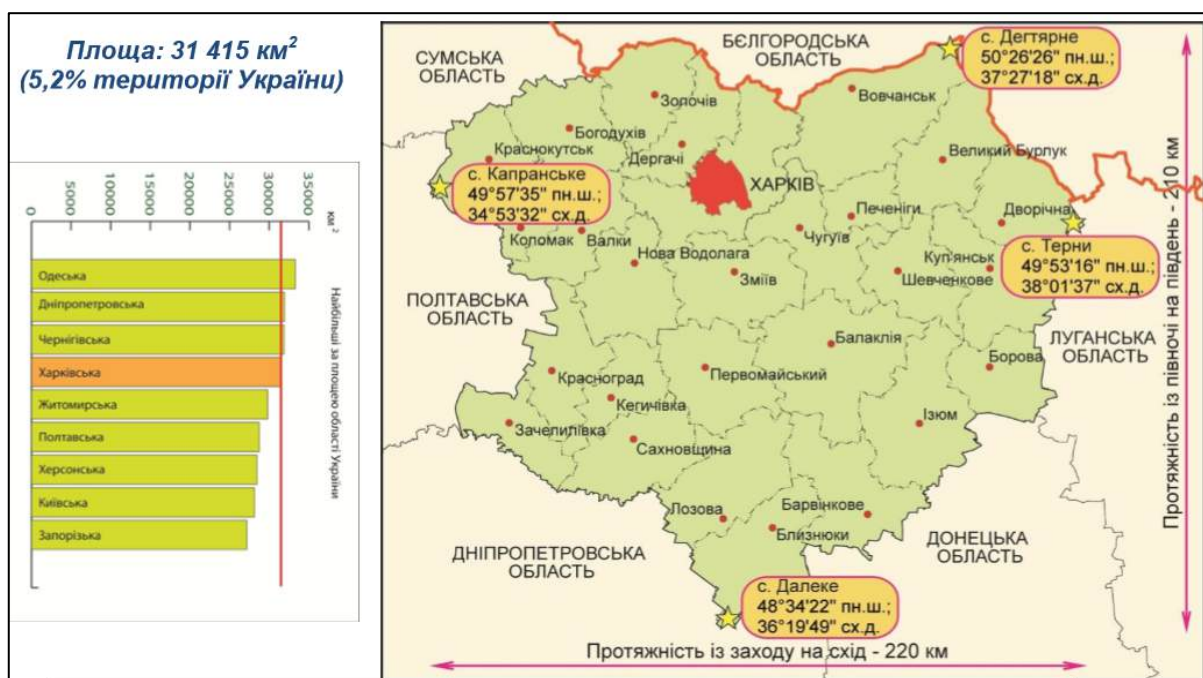 Площа: 31 415 км²
(5,2% території України)
0
5000
10000
15000
20000
25000
30000
35000
км ²
Одеська
Дніпропетровська
Чернігівська
Харківська
Житомирська
Полтавська
Херсонська
Київська
Запорізька
Найбільші за площею області України
СУМСЬКА
ОБЛАСТЬ
БЄЛГОРОДСЬКА
ОБЛАСТЬ
с. Дегтярне
50°26'26" пн.ш.;
37°27'18" сх.д.
Золочів
Вовчанськ
Богодухів
Краснокутськ
Дергачі
Великий Бурлук
с. Капранське
49°57'35" пн.ш.;
34°53'32" сх.д.
ХАРКІВ
Печеніги
Дворічна
Коломак
Валки
Чугуїв
Нова Водолага
Зміїв
Куп'янськ
Шевченкове
с. Терни
49°53'16" пн.ш.;
38°01'37" сх.д.
ПОЛТАВСЬКА
ОБЛАСТЬ
ЛУГАНСЬКА
ОБЛАСТЬ
Балаклія
Борова
Красноград
Первомайський
Кегичівка
Зачепилівка
Ізюм
Сахновщина
Лозова
Барвінкове
Близнюки
ДНІПРОПЕТРОВСЬКА
ОБЛАСТЬ
ДОНЕЦЬКА
ОБЛАСТЬ
с. Далеке
48°34'22" пн.ш.;
36°19'49" сх.д.
Протяжність із заходу на схід - 220 км
Протяжність із півночі на південь - 210 км